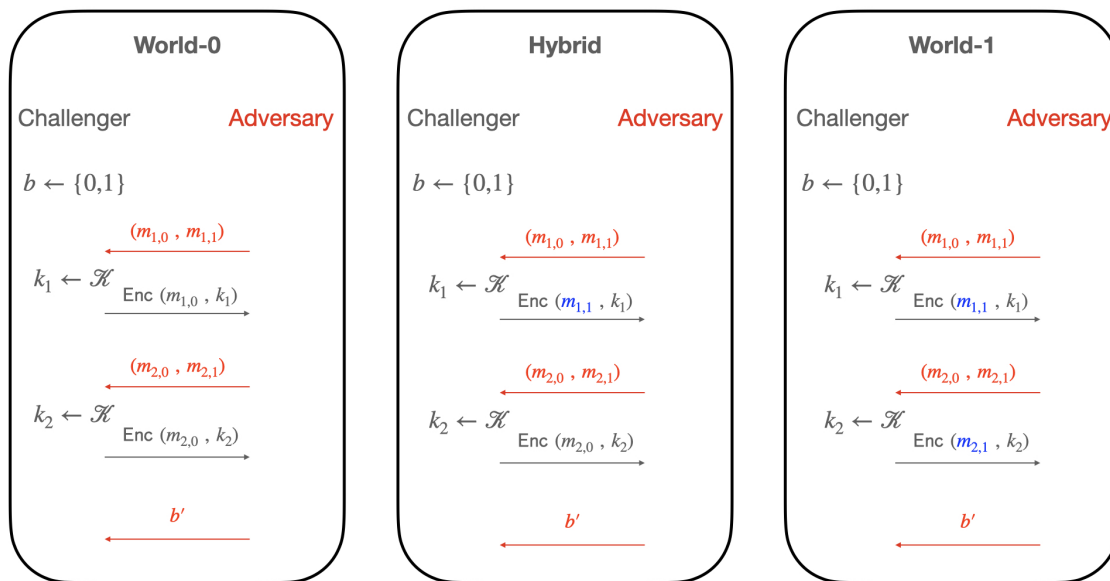 World-0
Challenger Adversary
b ← {0,1}
(m₁,₀ , m₁,₁)
k₁ ← 𝒦
Enc (m₁,₀ , k₁)
(m₂,₀ , m₂,₁)
k₂ ← 𝒦
Enc (m₂,₀ , k₂)
b′
Hybrid
Challenger Adversary
b ← {0,1}
(m₁,₀ , m₁,₁)
k₁ ← 𝒦
Enc (m₁,₁ , k₁)
(m₂,₀ , m₂,₁)
k₂ ← 𝒦
Enc (m₂,₀ , k₂)
b′
World-1
Challenger Adversary
b ← {0,1}
(m₁,₀ , m₁,₁)
k₁ ← 𝒦
Enc (m₁,₁ , k₁)
(m₂,₀ , m₂,₁)
k₂ ← 𝒦
Enc (m₂,₁ , k₂)
b′